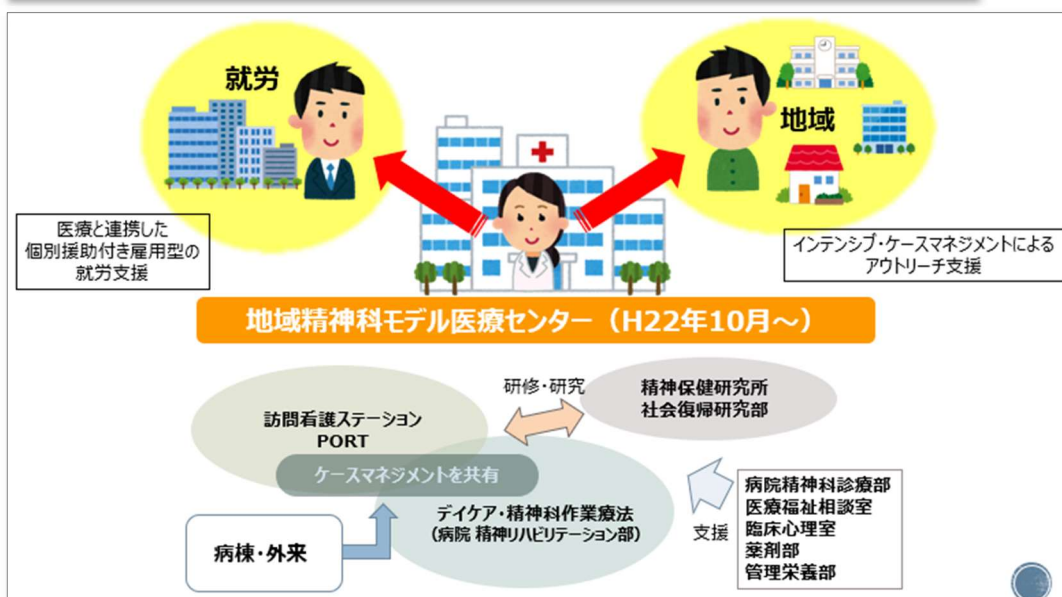 就労
地域
医療と連携した
個別援助付き雇用型の
就労支援
インテンシブ・ケースマネジメントによる
アウトリーチ支援
地域精神科モデル医療センター（H22年10月～）
研修・研究
精神保健研究所
社会復帰研究部
訪問看護ステーション
PORT
ケースマネジメントを共有
デイケア・精神科作業療法
（病院 精神リハビリテーション部）
病棟・外来
支援
病院精神科診療部
医療福祉相談室
臨床心理室
薬剤部
管理栄養部